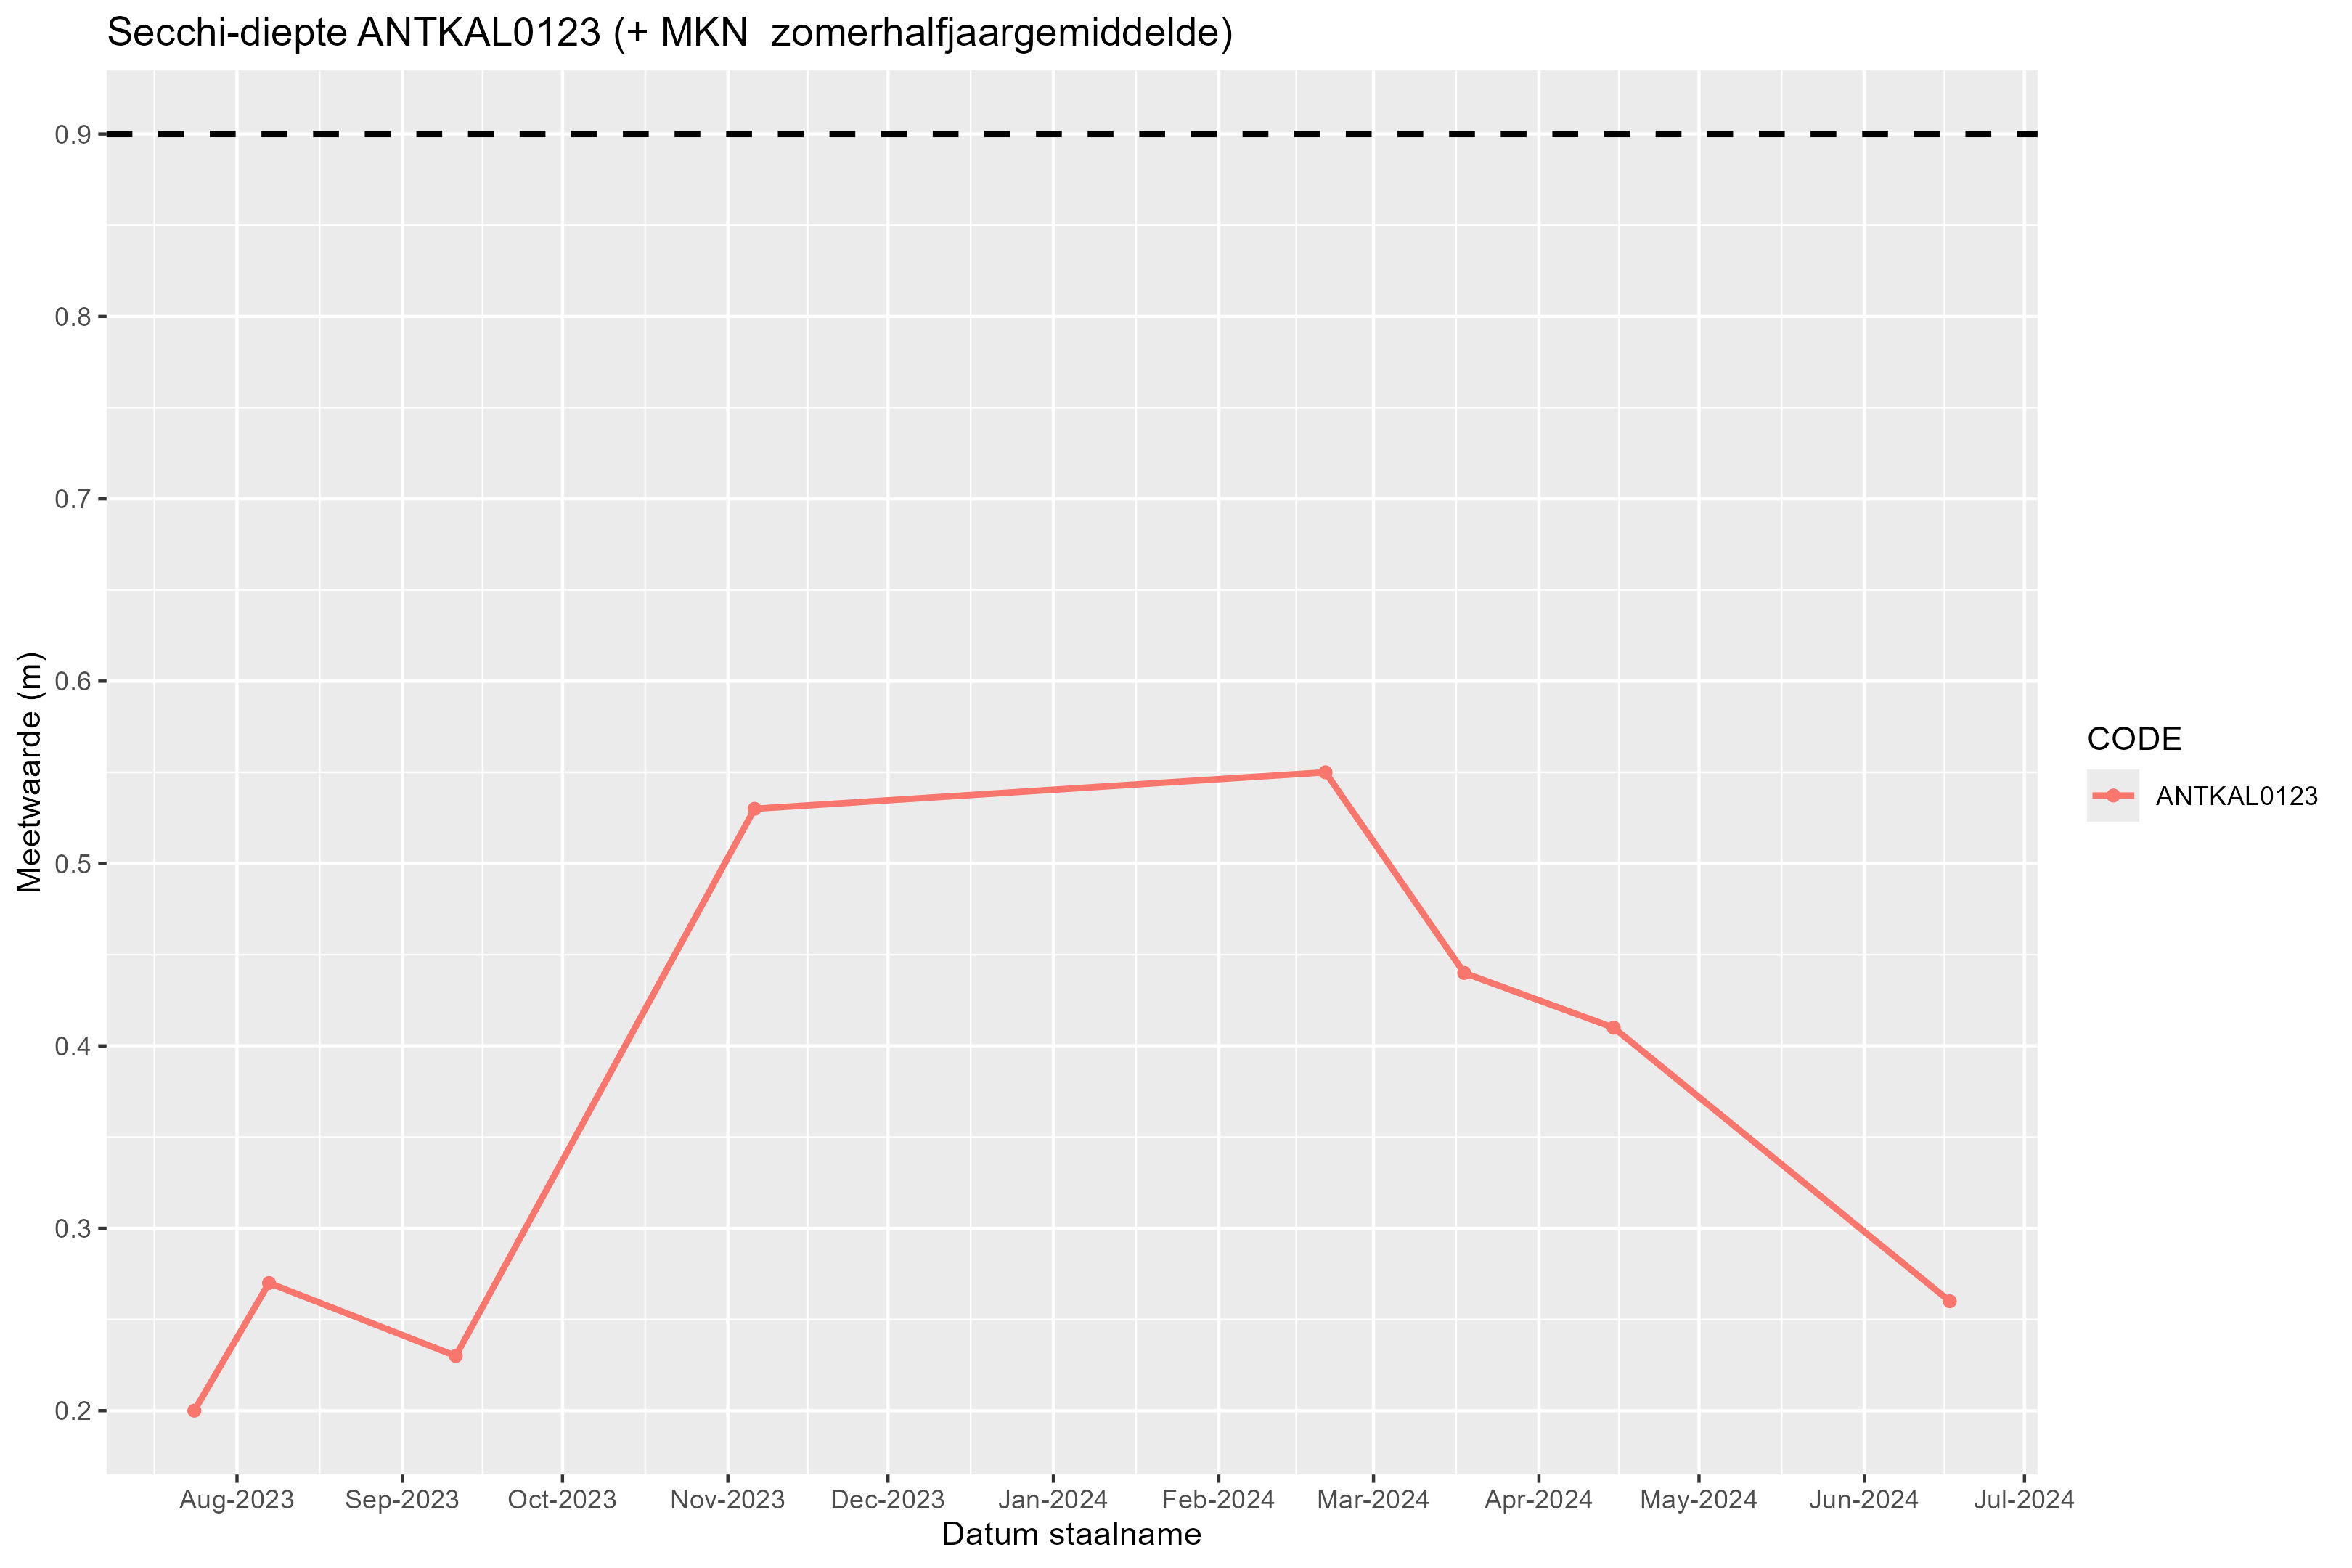 Secchi-diepte ANTKAL0123 (+ MKN  zomerhalfjaargemiddelde)
Meetwaarde (m)
0.9
0.8
0.7
0.6
0.5
0.4
0.3
0.2
Aug-2023 Sep-2023 Oct-2023 Nov-2023 Dec-2023 Jan-2024 Feb-2024 Mar-2024 Apr-2024 May-2024 Jun-2024 Jul-2024
Datum staalname
CODE
ANTKAL0123